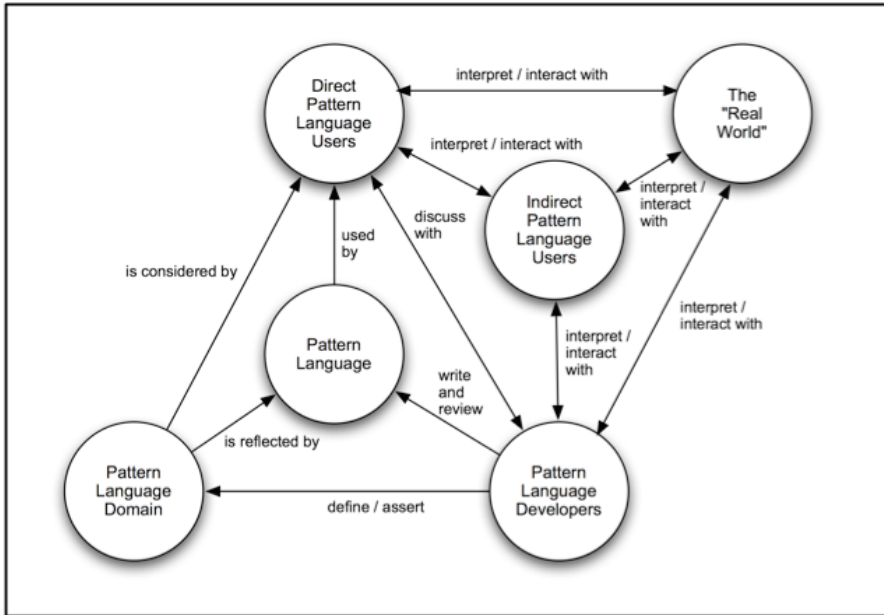 Direct
Pattern
Language
Users
interpret / interact with
The
"Real
World"
interpret / interact with
interpret /
interact
with
Indirect
Pattern
Language
Users
discuss
with
used
by
is considered by
interpret /
interact with
interpret /
interact
with
Pattern
Language
write
and
review
is reflected by
Pattern
Language
Domain
define / assert
Pattern
Language
Developers